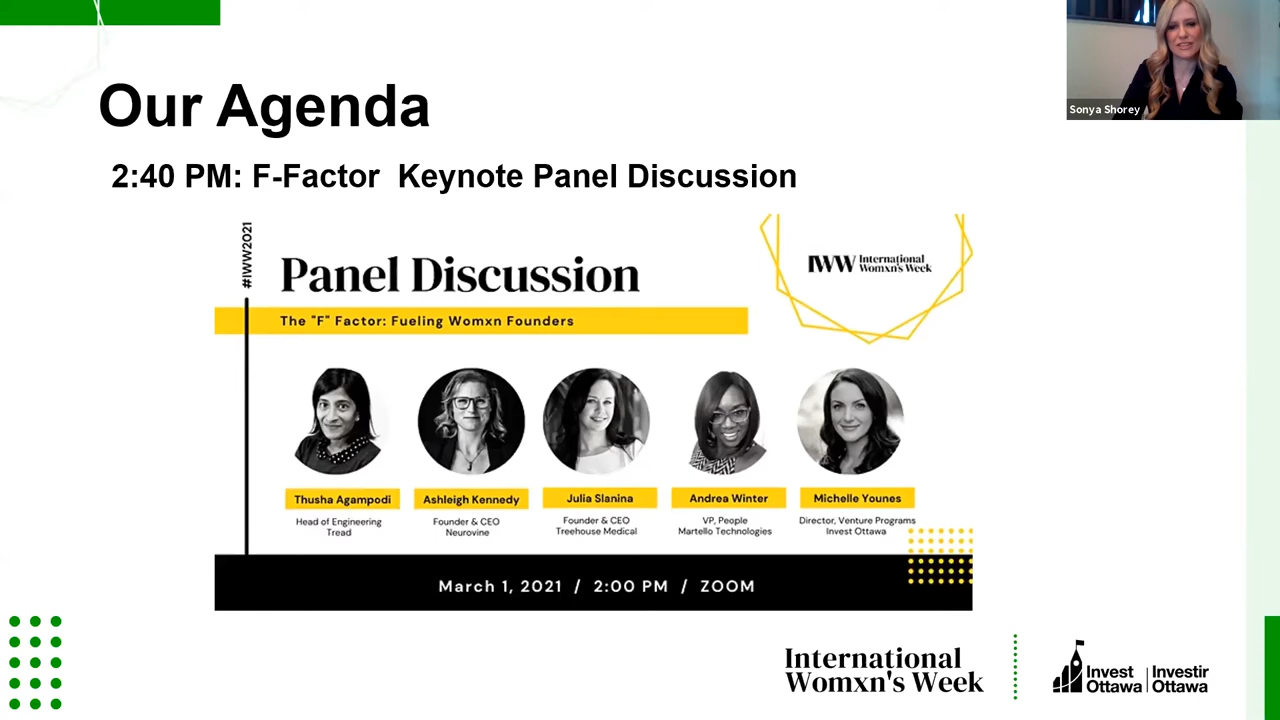 Our Agenda
Sonya Shorey
2:40 PM: F-Factor  Keynote Panel Discussion
#IWW2021
Panel Discussion
IWW International Womxn's Week
The "F" Factor: Fueling Womxn Founders
Thusha Agampodi
Head of Engineering
Tread
Ashleigh Kennedy
Founder & CEO
Neurovine
Julia Slanina
Founder & CEO
Treehouse Medical
Andrea Winter
VP, People
Martello Technologies
Michelle Younes
Director, Venture Programs
Invest Ottawa
March 1, 2021 / 2:00 PM / ZOOM
International
Womxn's Week
Invest
Ottawa
Investir
Ottawa